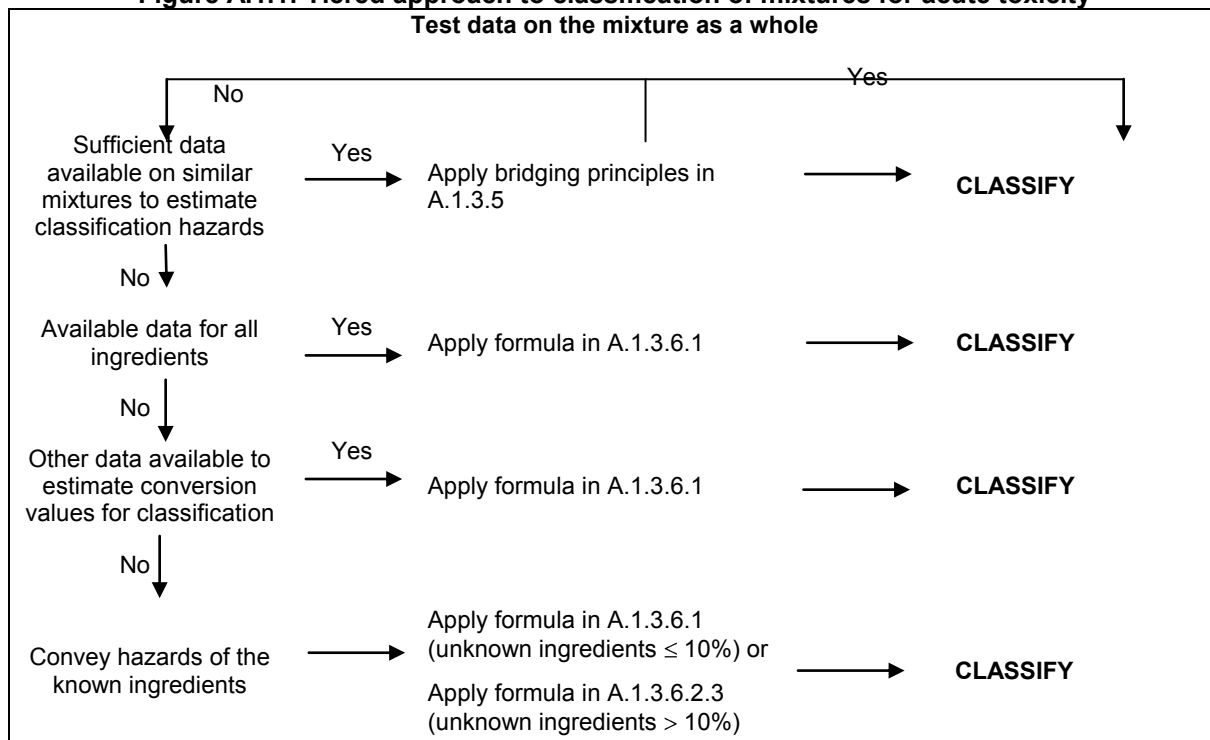 Figure A.1.1: Tiered approach to classification of mixtures for acute toxicity
Test data on the mixture as a whole
No
Yes
Sufficient data
available on similar
mixtures to estimate
classification hazards
Yes
Apply bridging principles in
A.1.3.5
CLASSIFY
No
Available data for all
ingredients
Yes
Apply formula in A.1.3.6.1
CLASSIFY
No
Other data available to
estimate conversion
values for classification
Yes
Apply formula in A.1.3.6.1
CLASSIFY
No
Convey hazards of the
known ingredients
Apply formula in A.1.3.6.1
(unknown ingredients ≤ 10%) or
Apply formula in A.1.3.6.2.3
(unknown ingredients > 10%)
CLASSIFY